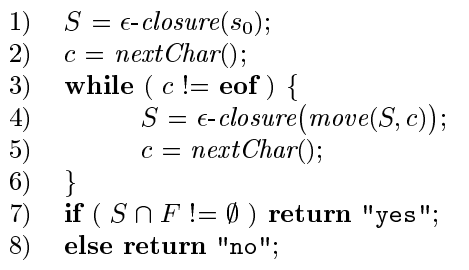 1) S = ϵ-closure(s₀);
2) c = nextChar();
3) while ( c != eof ) {
4) S = ϵ-closure(move(S, c));
5) c = nextChar();
6) }
7) if ( S ∩ F != ∅ ) return "yes";
8) else return "no";